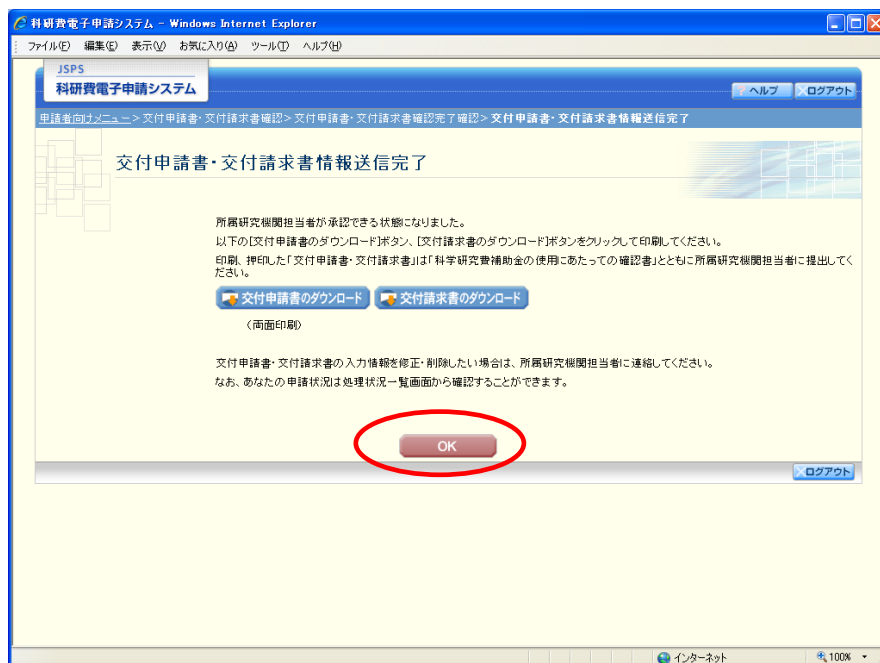 科研費電子申請システム - Windows Internet Explorer
ファイル(F) 編集(E) 表示(V) お気に入り(A) ツール(T) ヘルプ(H)
JSPS
科研費電子申請システム
? ヘルプ ログアウト
申請者向けメニュー>交付申請書・交付請求書確認>交付申請書・交付請求書確認完了確認>交付申請書・交付請求書情報送信完了
交付申請書・交付請求書情報送信完了
所属研究機関担当者が承認できる状態になりました。
以下の[交付申請書のダウンロード]ボタン、[交付請求書のダウンロード]ボタンをクリックして印刷してください。
印刷、押印した「交付申請書・交付請求書」は「科学研究費補助金の使用にあたっての確認書」とともに所属研究機関担当者に提出してく
ださい。
交付申請書のダウンロード 交付請求書のダウンロード
(両面印刷)
交付申請書・交付請求書の入力情報を修正・削除したい場合は、所属研究機関担当者に連絡してください。
なお、あなたの申請状況は処理状況一覧画面から確認することができます。
OK
ログアウト
インターネット 100%